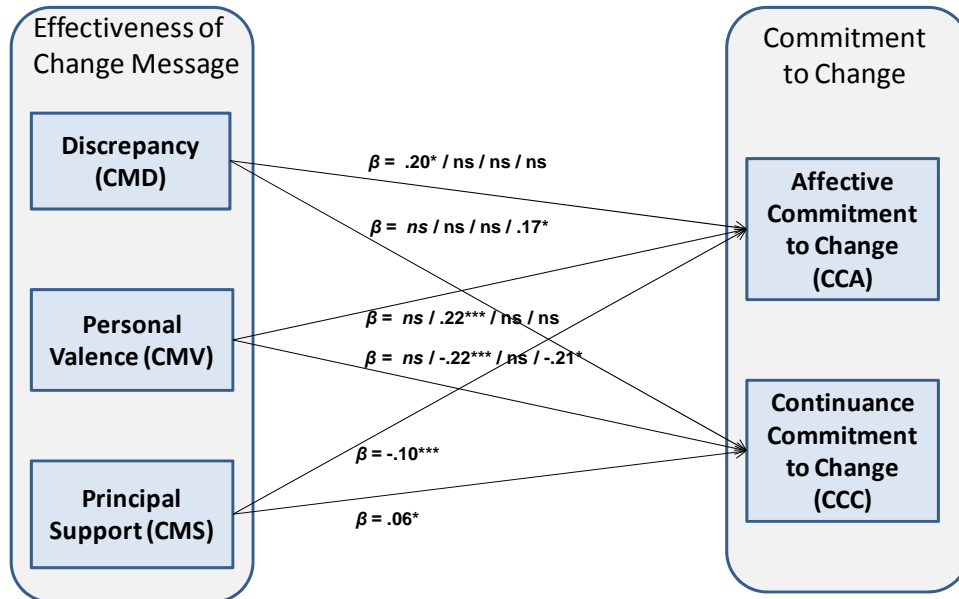 Effectiveness of
Change Message
Discrepancy
(CMD)
Personal
Valence (CMV)
Principal
Support (CMS)
β = .20* / ns / ns / ns
β = ns / ns / ns / .17*
β = ns / .22*** / ns / ns
β = ns / -.22*** / ns / -.21*
β = -.10***
β = .06*
Commitment
to Change
Affective
Commitment
to Change
(CCA)
Continuance
Commitment
to Change
(CCC)